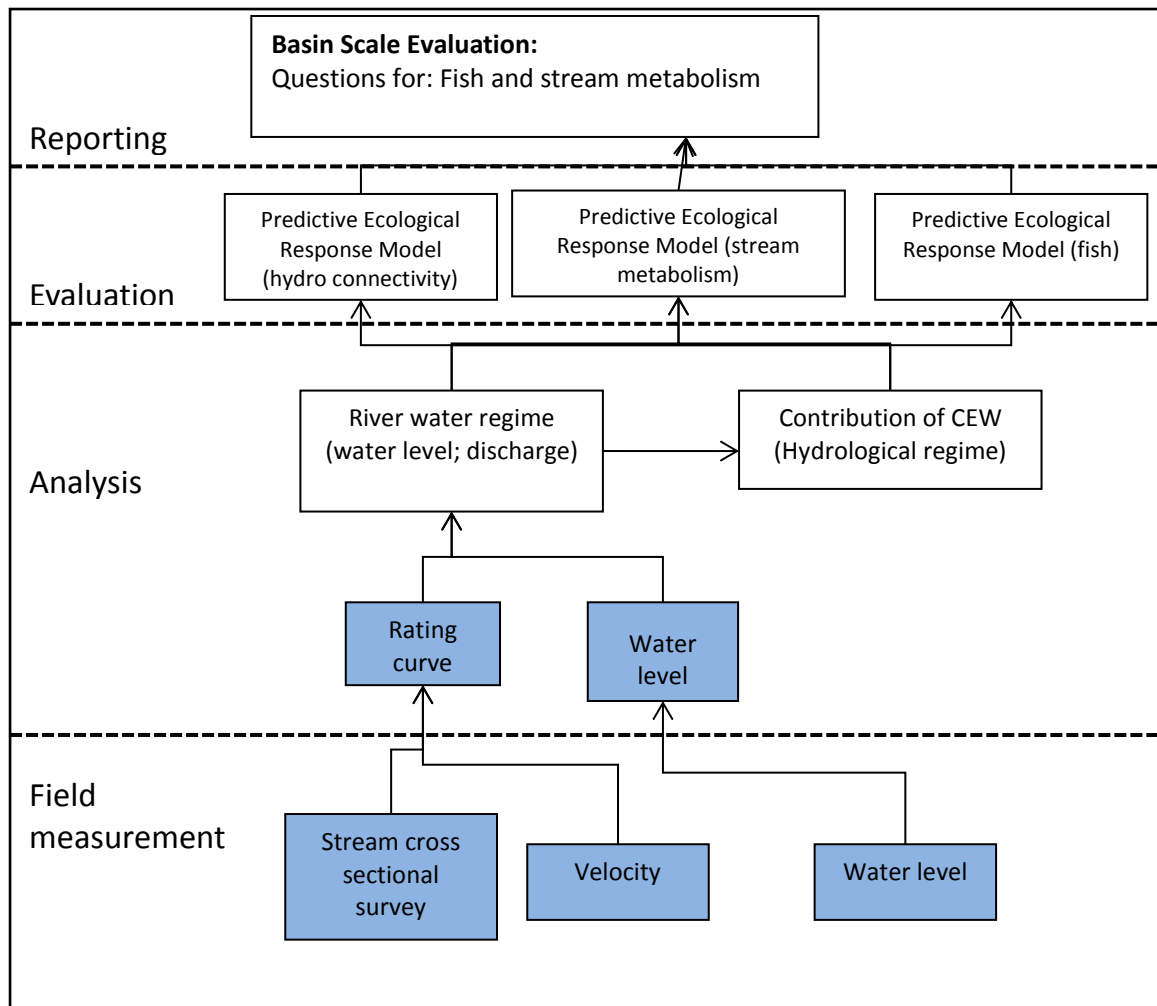 Basin Scale Evaluation:
Questions for: Fish and stream metabolism
Reporting
Predictive Ecological
Response Model
(hydro connectivity)
Predictive Ecological
Response Model (stream
metabolism)
Predictive Ecological
Response Model (fish)
Evaluation
River water regime
(water level; discharge)
Contribution of CEW
(Hydrological regime)
Analysis
Rating
curve
Water
level
Field
measurement
Stream cross
sectional
survey
Velocity
Water level